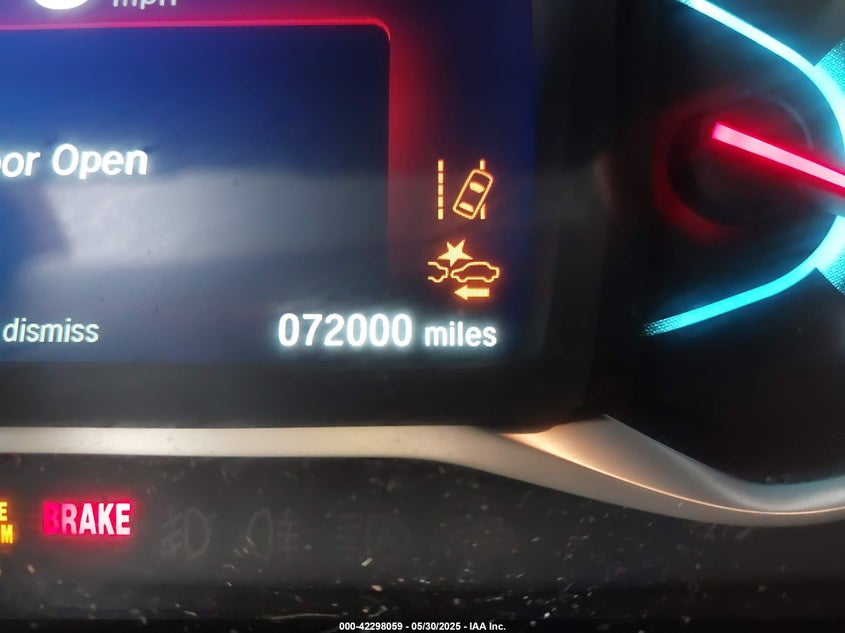 mph
oor Open
dismiss
072000 miles
E
M
BRAKE
000-42298059 - 05/30/2025 - IAA Inc.